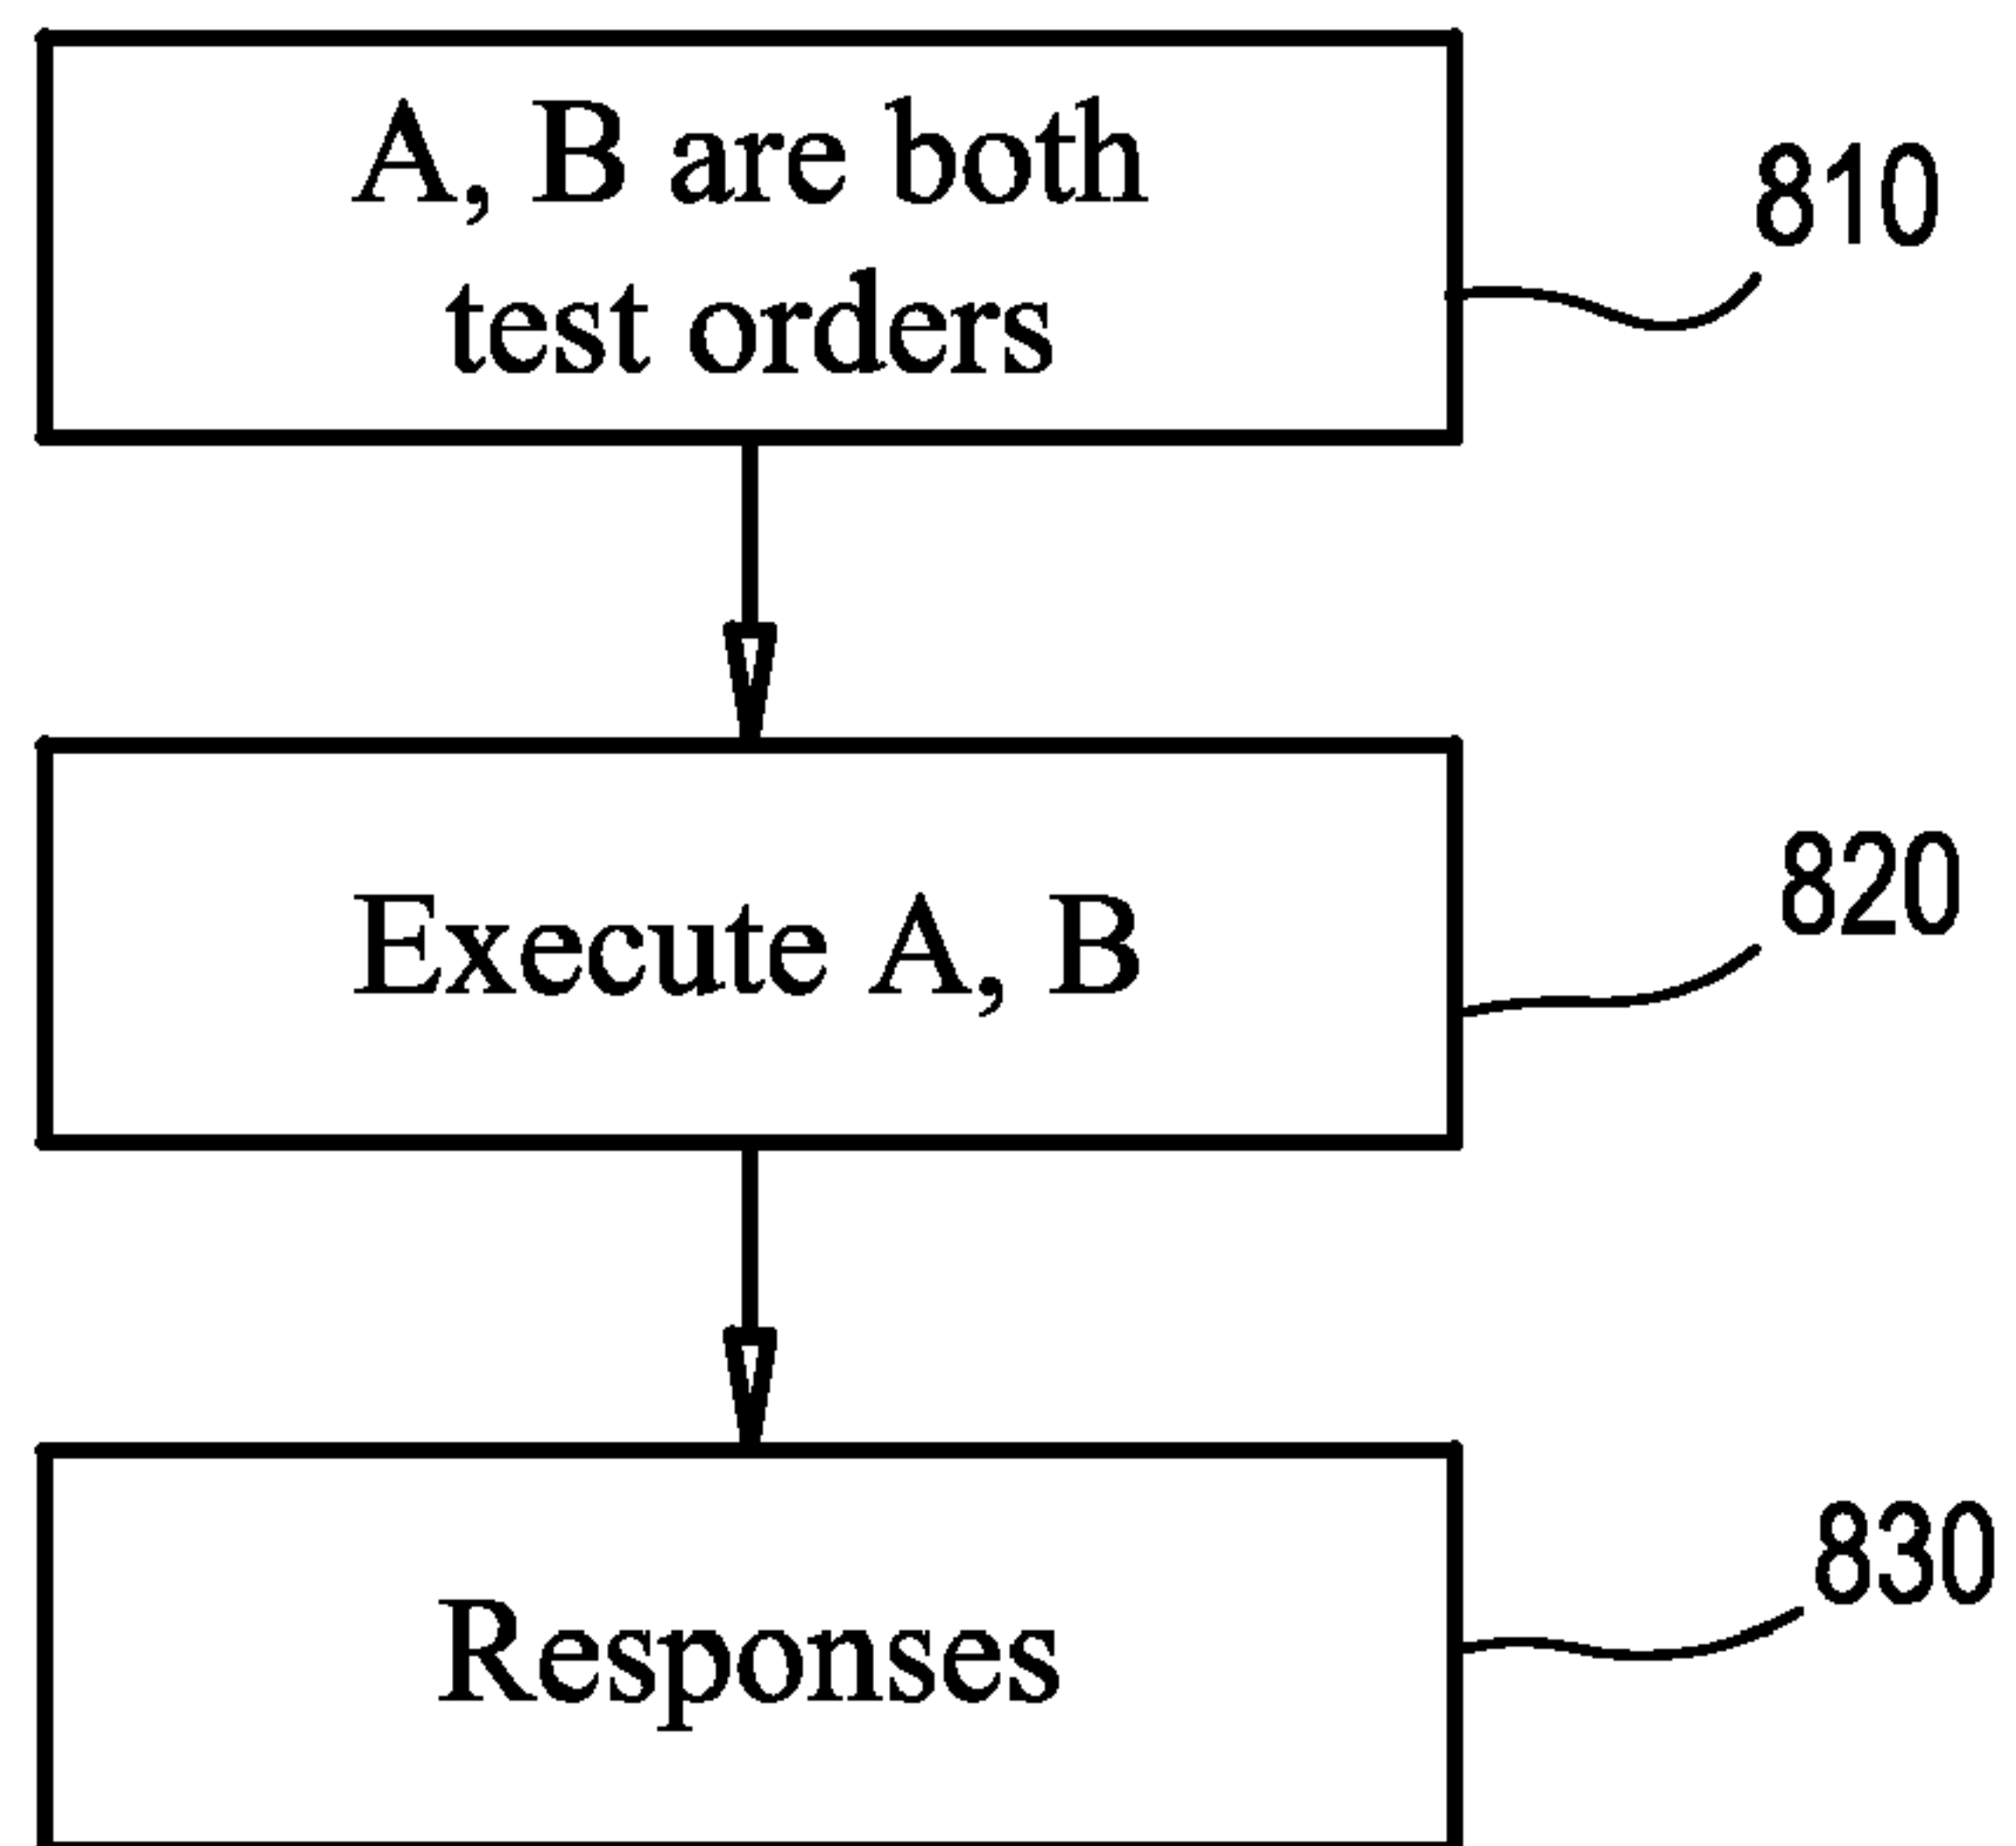 A, B are both
test orders
810
Execute A, B
820
Responses
830